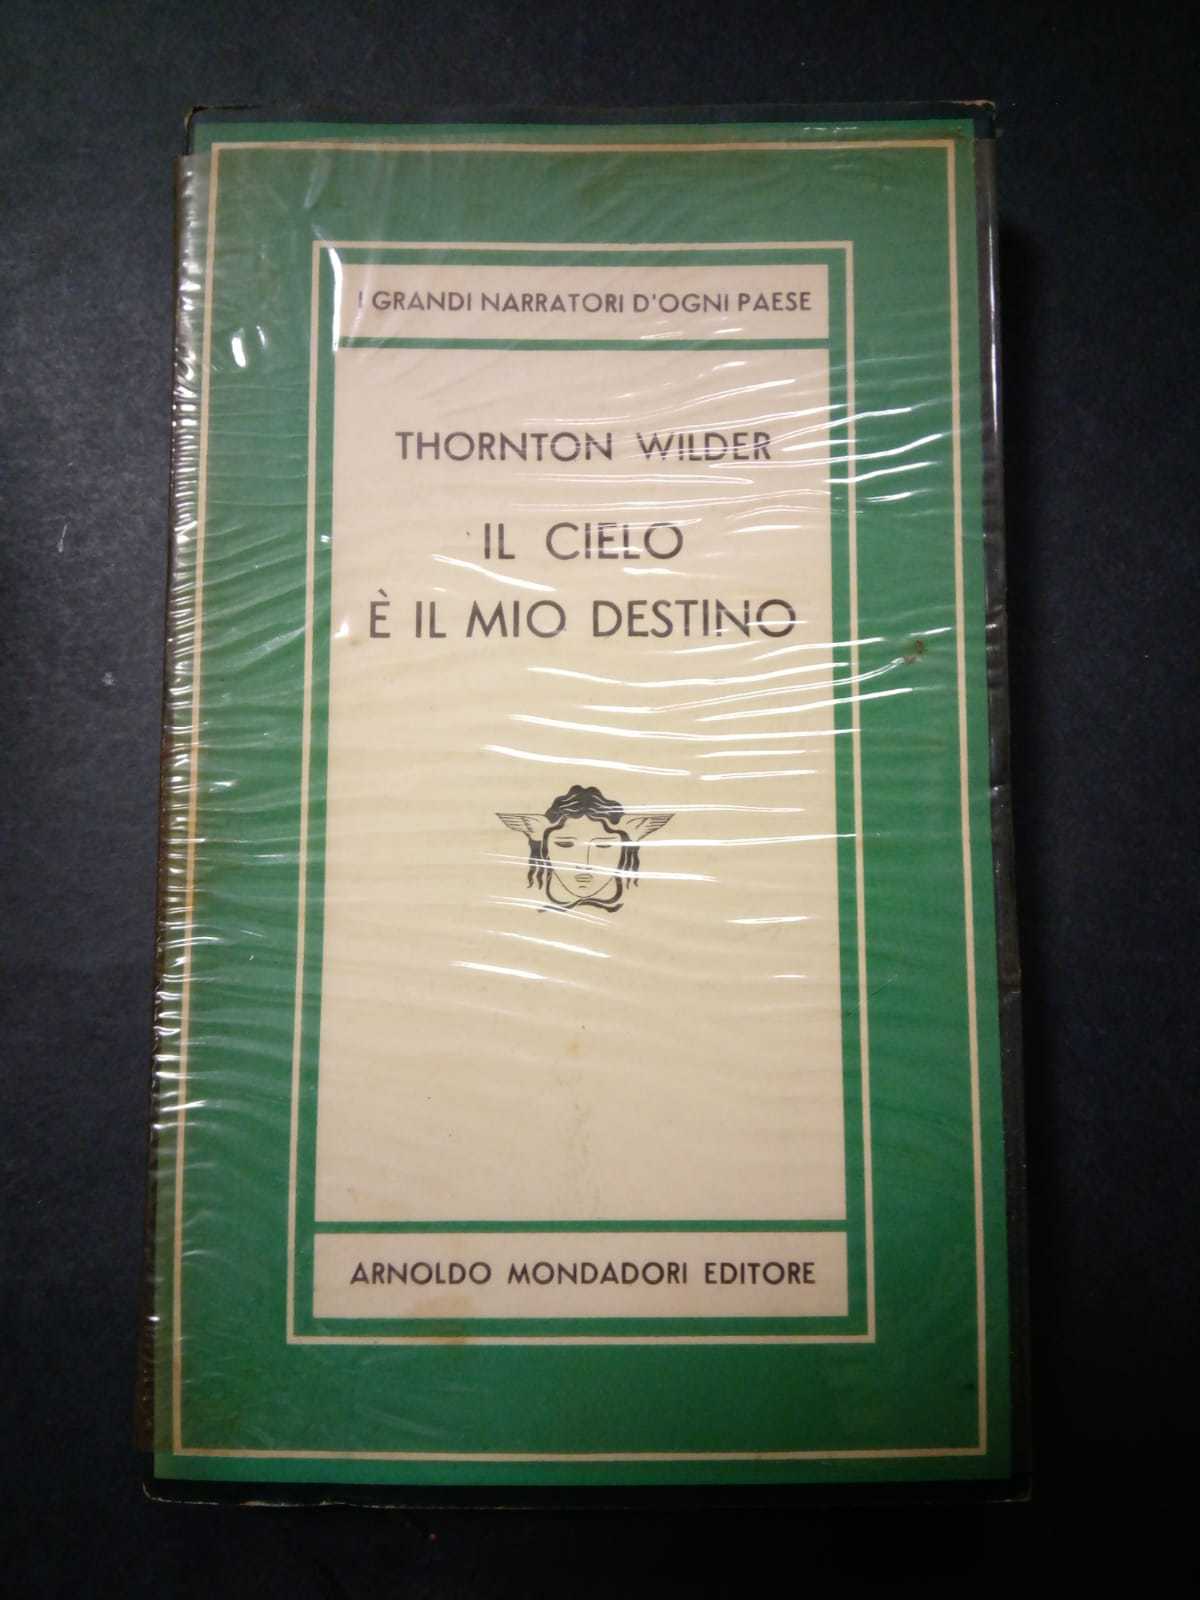 I GRANDI NARRATORI D'OGNI PAESE
THORNTON WILDER
IL CIELO
È IL MIO DESTINO
ARNOLDO MONDADORI EDITORE